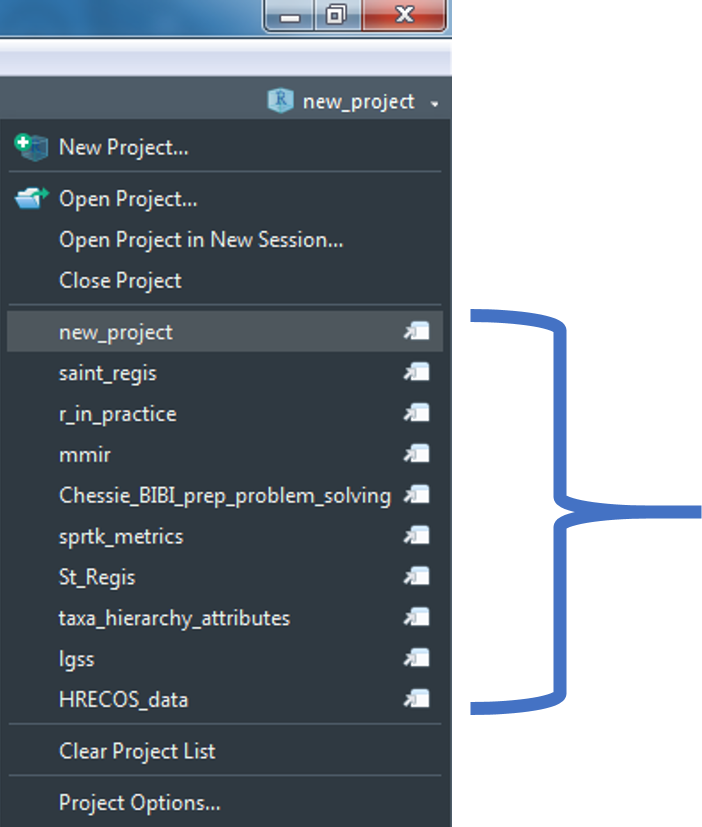 new_project
New Project...
Open Project...
Open Project in New Session...
Close Project
new_project
saint_regis
r_in_practice
mmir
Chessie_BIBI_prep_problem_solving
sprtk_metrics
St_Regis
taxa_hierarchy_attributes
lgss
HRECOS_data
Clear Project List
Project Options...